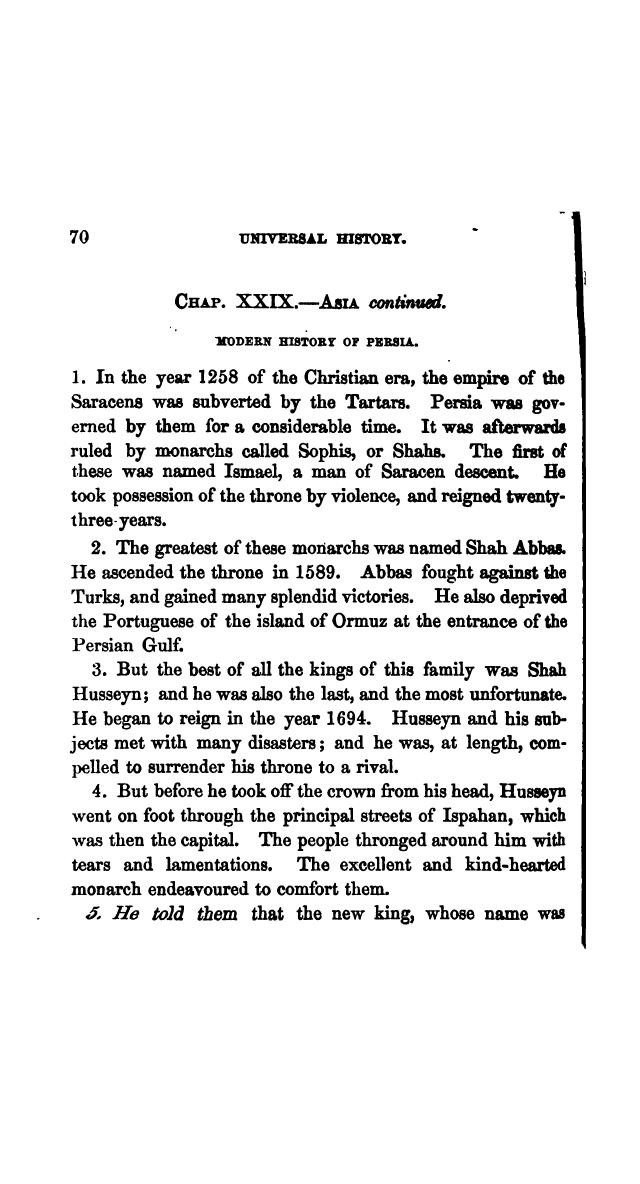 70 UNIVERSAL HISTORY.
CHAP. XXIX.—ASIA continued.
MODERN HISTORY OF PERSIA.
1. In the year 1258 of the Christian era, the empire of the
Saracens was subverted by the Tartars. Persia was gov-
erned by them for a considerable time. It was afterwards
ruled by monarchs called Sophis, or Shahs. The first of
these was named Ismael, a man of Saracen descent. He
took possession of the throne by violence, and reigned twenty-
three years.
2. The greatest of these monarchs was named Shah Abbas.
He ascended the throne in 1589. Abbas fought against the
Turks, and gained many splendid victories. He also deprived
the Portuguese of the island of Ormuz at the entrance of the
Persian Gulf.
3. But the best of all the kings of this family was Shah
Husseyn; and he was also the last, and the most unfortunate.
He began to reign in the year 1694. Husseyn and his sub-
jects met with many disasters; and he was, at length, com-
pelled to surrender his throne to a rival.
4. But before he took off the crown from his head, Husseyn
went on foot through the principal streets of Ispahan, which
was then the capital. The people thronged around him with
tears and lamentations. The excellent and kind-hearted
monarch endeavoured to comfort them.
5. He told them that the new king, whose name was